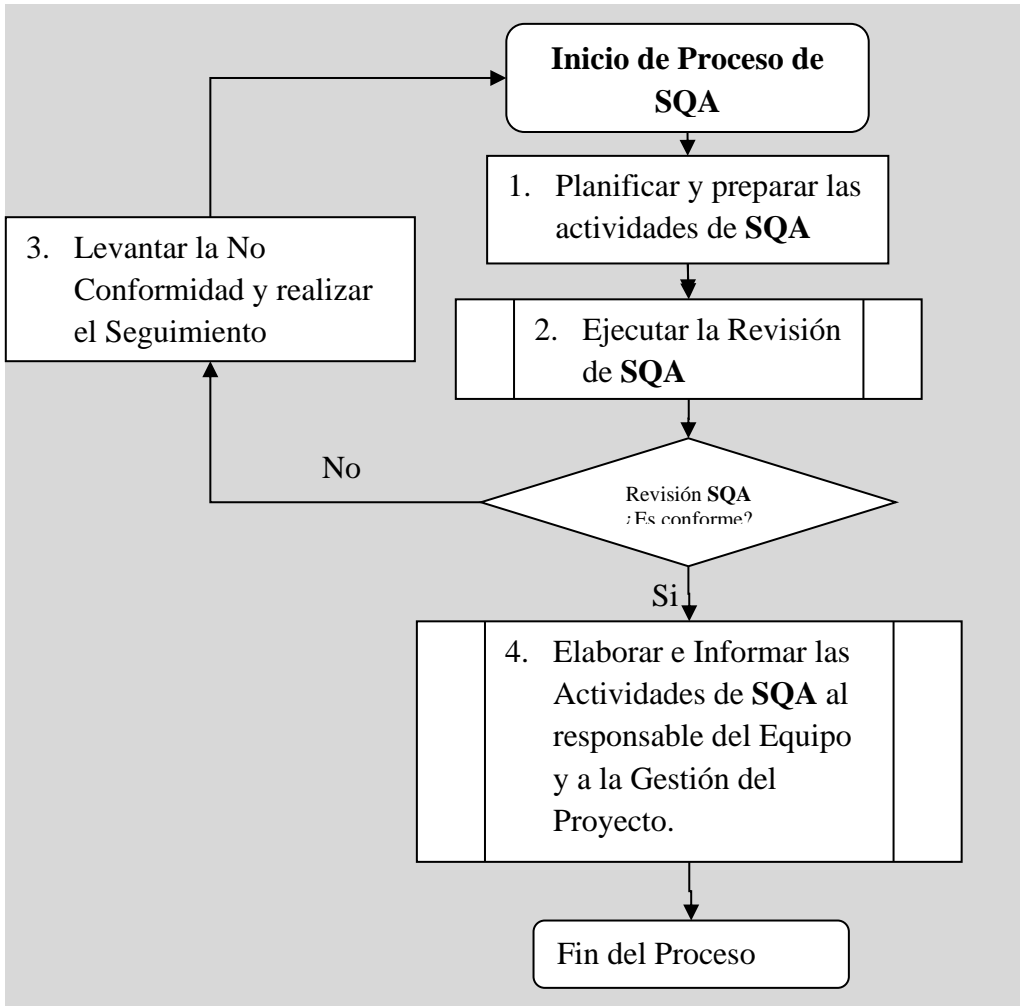 Inicio de Proceso de
SQA
1. Planificar y preparar las
actividades de SQA
3. Levantar la No
Conformidad y realizar
el Seguimiento
2. Ejecutar la Revisión
de SQA
No
Revisión SQA
¿Es conforme?
Si
4. Elaborar e Informar las
Actividades de SQA al
responsable del Equipo
y a la Gestión del
Proyecto.
Fin del Proceso